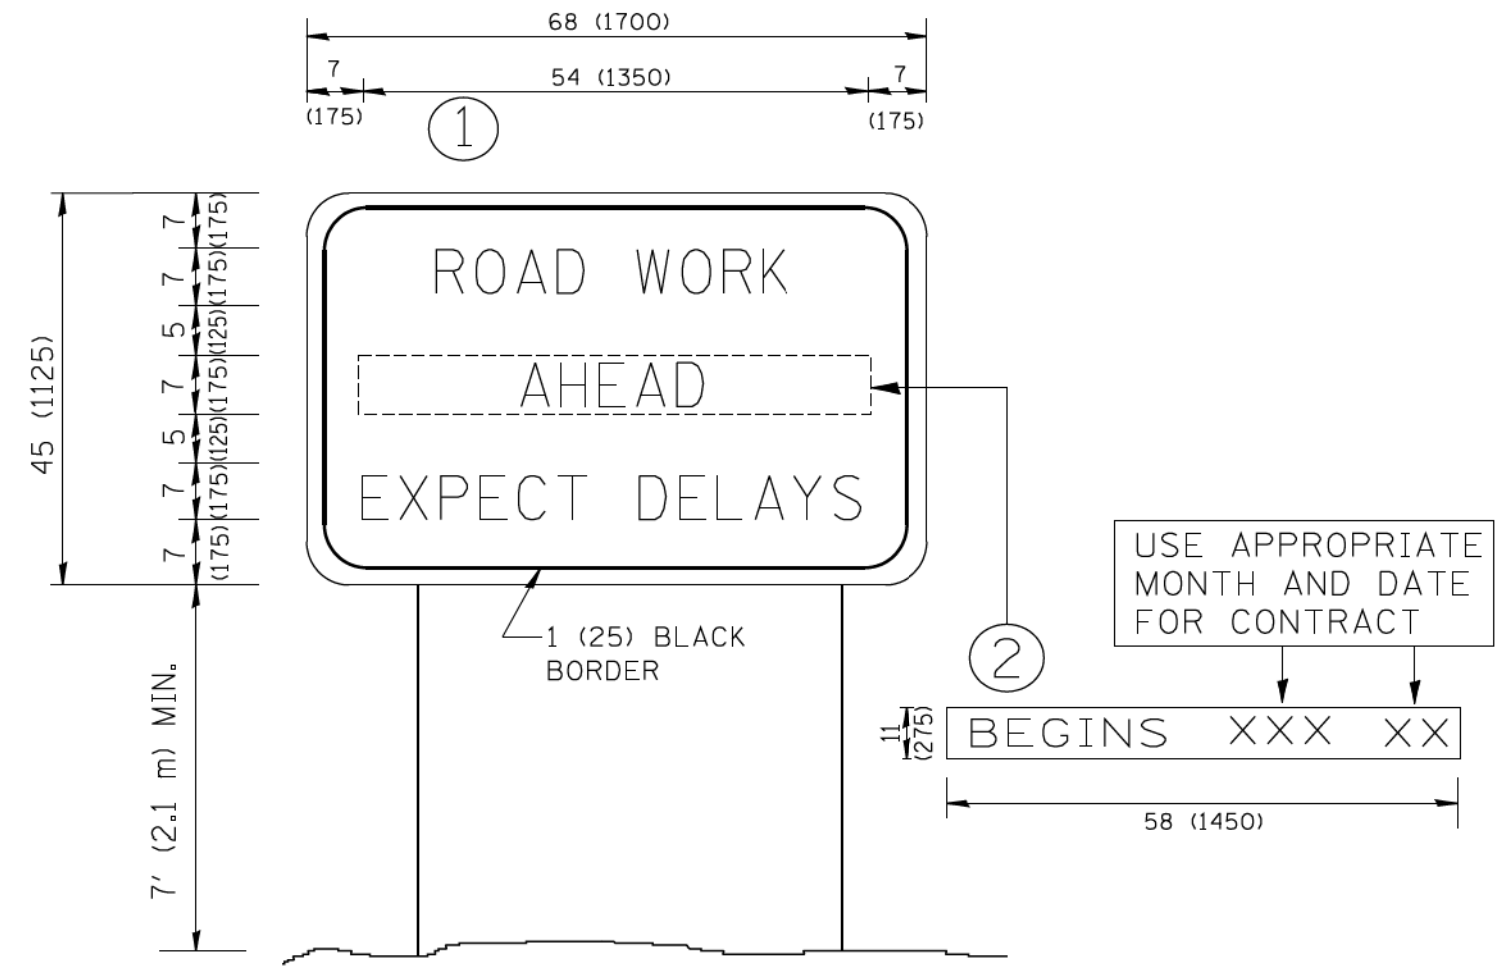 68 (1700)
7
54 (1350)
7
(175)
(175)
1
45 (1125)
7
(175)
7
(175)
5
(125)
7
(175)
5
(125)
7
(175)
7
(175)
ROAD WORK
AHEAD
EXPECT DELAYS
1 (25) BLACK
BORDER
7' (2.1 m) MIN.
2
USE APPROPRIATE
MONTH AND DATE
FOR CONTRACT
11
(275)
BEGINS XXX XX
58 (1450)